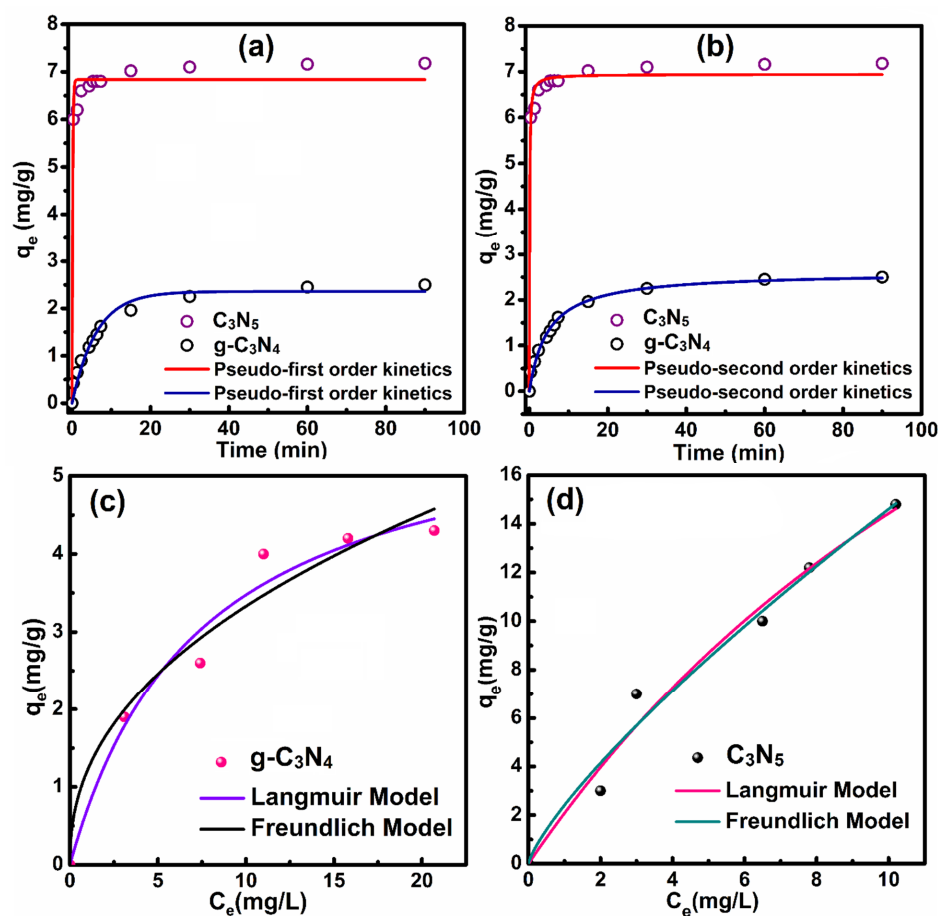 (a)
8
7
6
5
4
3
2
1
0
qₑ (mg/g)
C₃N₅
g-C₃N₄
Pseudo-first order kinetics
Pseudo-first order kinetics
0 20 40 60 80 100
Time (min)
(b)
8
7
6
5
4
3
2
1
0
qₑ (mg/g)
C₃N₅
g-C₃N₄
Pseudo-second order kinetics
Pseudo-second order kinetics
0 20 40 60 80 100
Time (min)
(c)
5
4
3
2
1
0
qₑ(mg/g)
g-C₃N₄
Langmuir Model
Freundlich Model
0 5 10 15 20
Cₑ(mg/L)
(d)
16
14
12
10
8
6
4
2
0
qₑ(mg/g)
C₃N₅
Langmuir Model
Freundlich Model
0 2 4 6 8 10
Cₑ(mg/L)